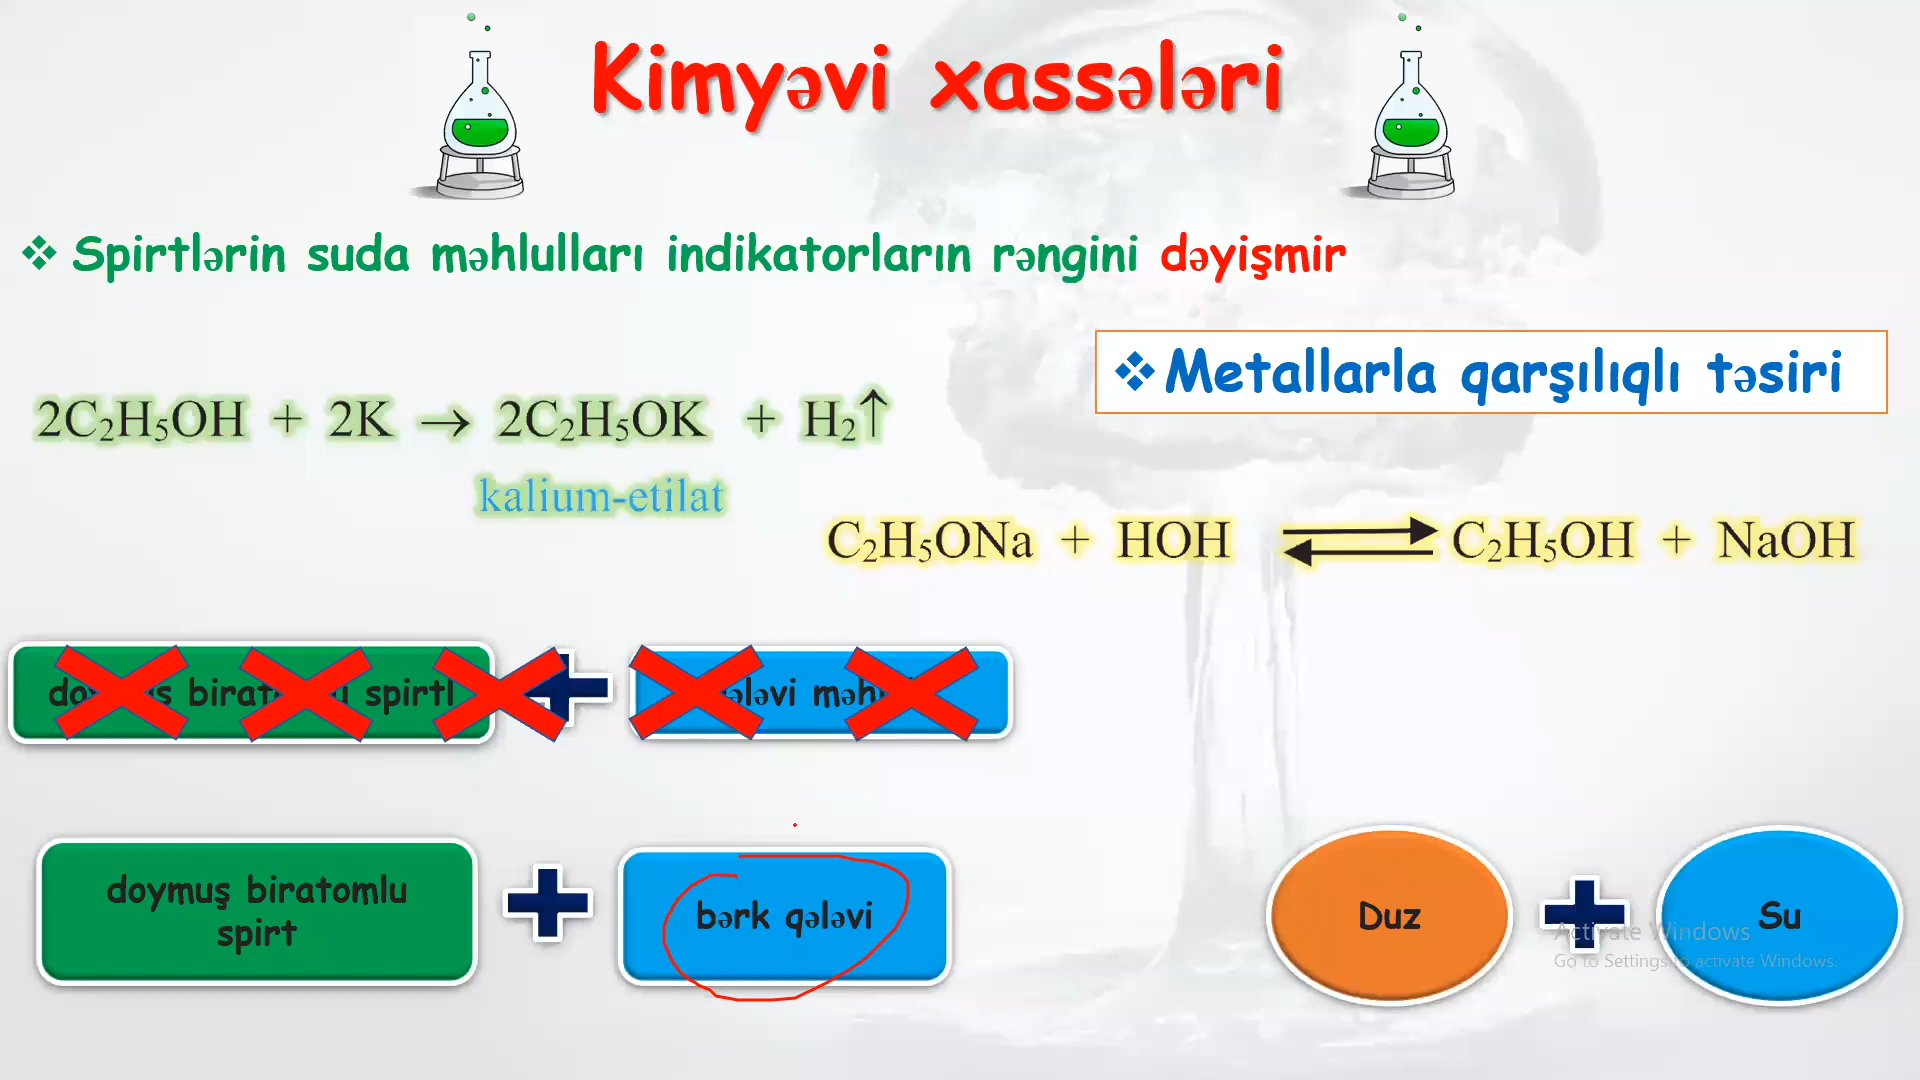 Kimyəvi xassələri
❖ Spirtlərin suda məhlulları indikatorların rəngini dəyişmir
❖Metallarla qarşılıqlı təsiri
2C₂H₅OH + 2K → 2C₂H₅OK + H₂↑
kalium-etilat
C₂H₅ONa + HOH ⇄ C₂H₅OH + NaOH
spirtl
doymuş biratomlu
spirt
+
bərk qələvi
Duz + Su
Activate Windows
Go to Settings to activate Windows.